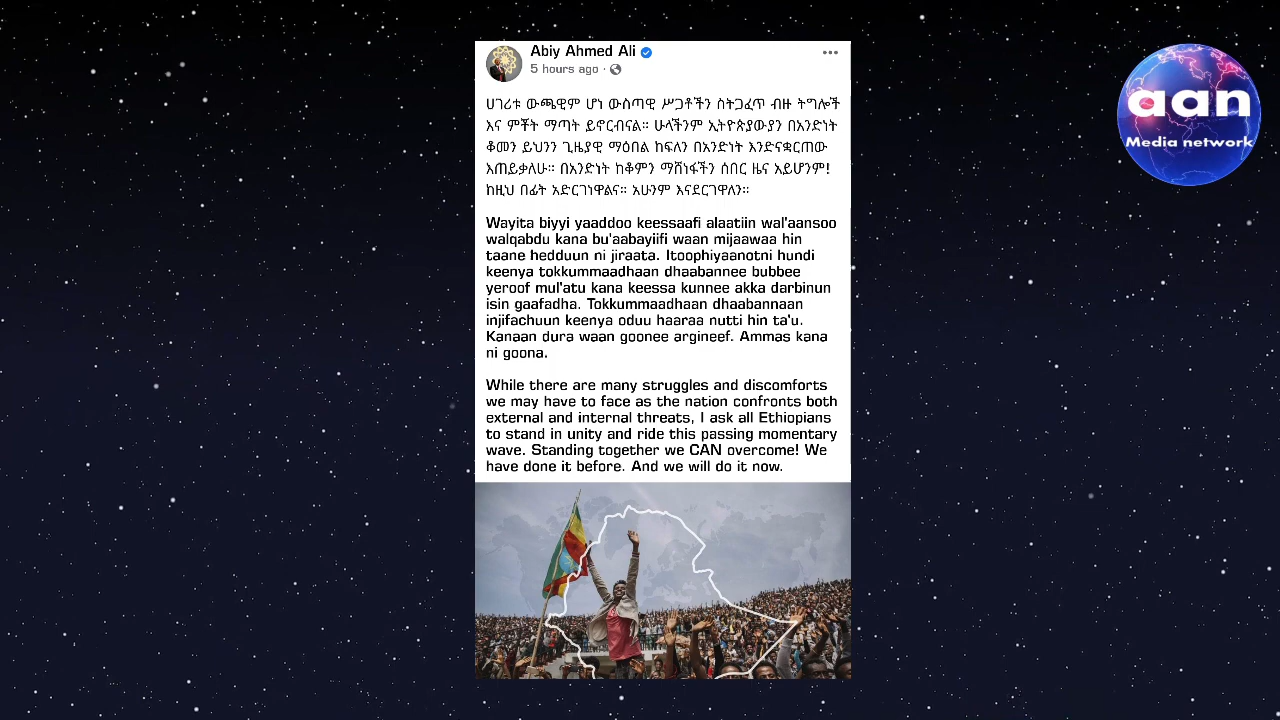 Abiy Ahmed Ali
5 hours ago ·
ሀገሪቱ ውጫዊም ሆነ ውስጣዊ ሥጋቶችን ስትጋፈጥ ብዙ ትግሎች
እና ምቾት ማጣት ይኖርብናል። ሁላችንም ኢትዮጵያውያን በአንድነት
ቆመን ይህንን ጊዜያዊ ማዕበል ከፍለን በአንድነት እንድናቋርጠው
እጠይቃለሁ። በአንድነት ከቆምን ማሸነፋችን ሰበር ዜና አይሆንም!
ከዚህ በፊት አድርገነዋልና። አሁንም እናደርገዋለን።
Wayita biyyi yaaddoo keessaafi alaatiin wal'aansoo
walqabdu kana bu'aabayiifi waan mijaawaa hin
taane hedduun ni jiraata. Itoophiyaanotni hundi
keenya tokkummaadhaan dhaabannee bubbee
yeroof mul'atu kana keessa kunnee akka darbinun
isin gaafadha. Tokkummaadhaan dhaabannaan
injifachuun keenya oduu haaraa nutti hin ta'u.
Kanaan dura waan goonee argineef. Ammas kana
ni goona.
While there are many struggles and discomforts
we may have to face as the nation confronts both
external and internal threats, I ask all Ethiopians
to stand in unity and ride this passing momentary
wave. Standing together we CAN overcome! We
have done it before. And we will do it now.
aan
Media network